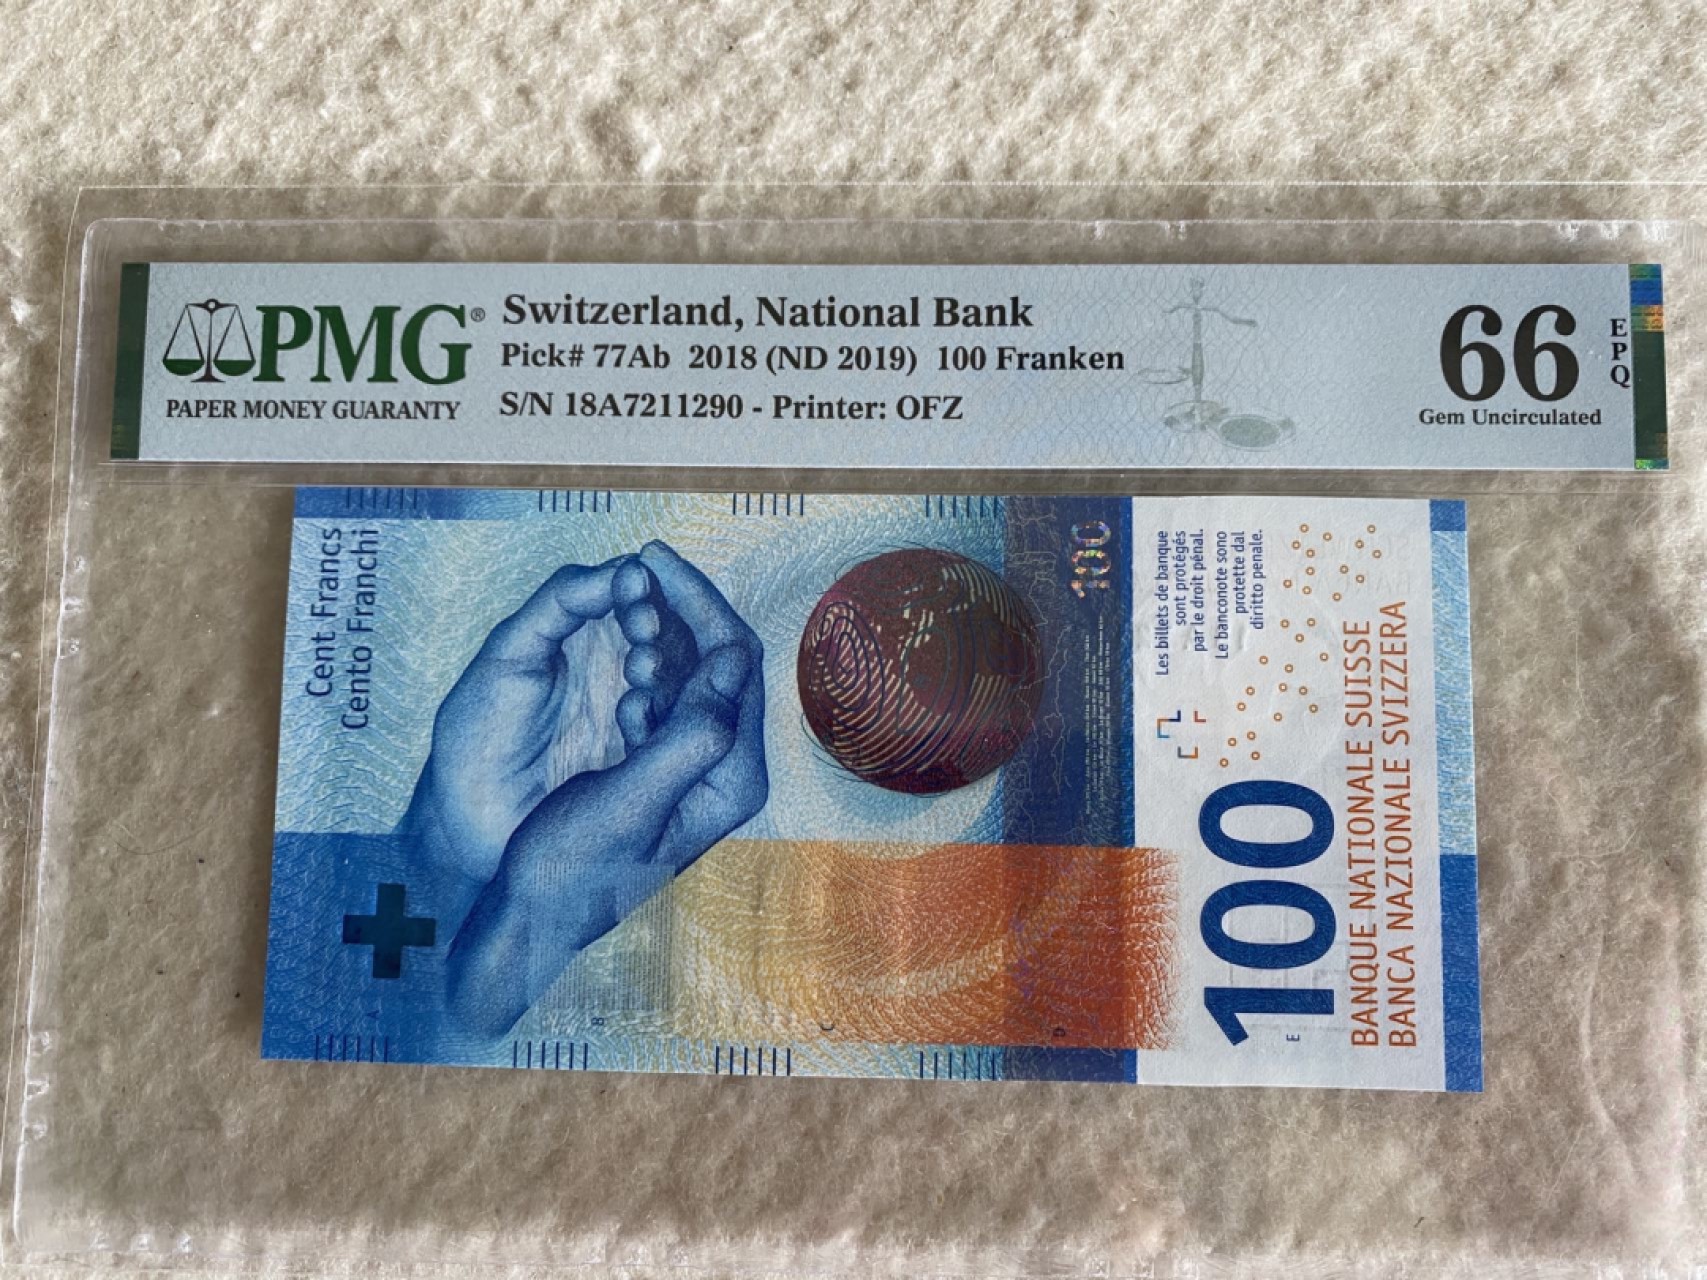 PMG®
PAPER MONEY GUARANTY
Switzerland, National Bank
Pick# 77Ab 2018 (ND 2019) 100 Franken
S/N 18A7211290 - Printer: OFZ
66
EPQ
Gem Uncirculated
Cent Francs
Cento Franchi
100
Les billets de banque
sont protégés
par le droit pénal.
Le banconote sono
protette dal
diritto penale.
100
BANQUE NATIONALE SUISSE
BANCA NAZIONALE SVIZZERA
A
B
C
D
E